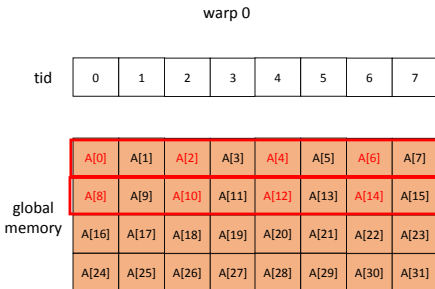 warp 0
tid 0 1 2 3 4 5 6 7
A[0] A[1] A[2] A[3] A[4] A[5] A[6] A[7]
A[8] A[9] A[10] A[11] A[12] A[13] A[14] A[15]
global
memory
A[16] A[17] A[18] A[19] A[20] A[21] A[22] A[23]
A[24] A[25] A[26] A[27] A[28] A[29] A[30] A[31]